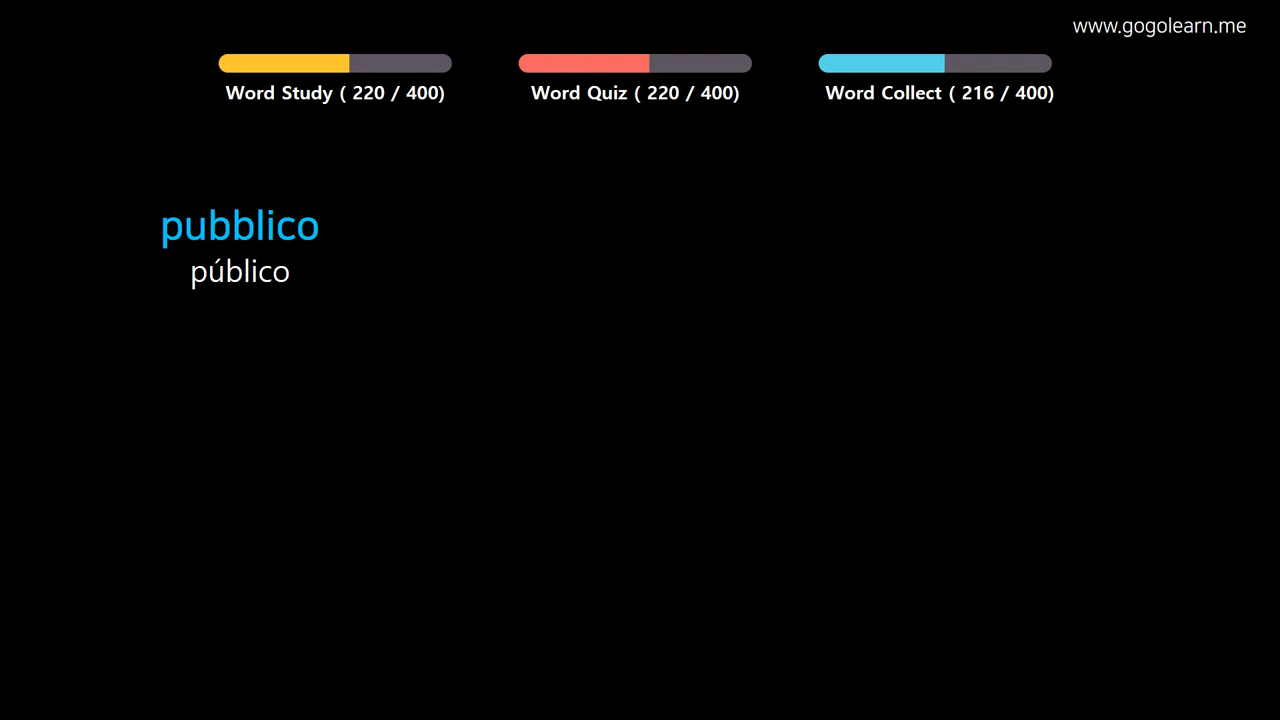 www.gogolearn.me
Word Study ( 220 / 400)
Word Quiz ( 220 / 400)
Word Collect ( 216 / 400)
pubblico
público